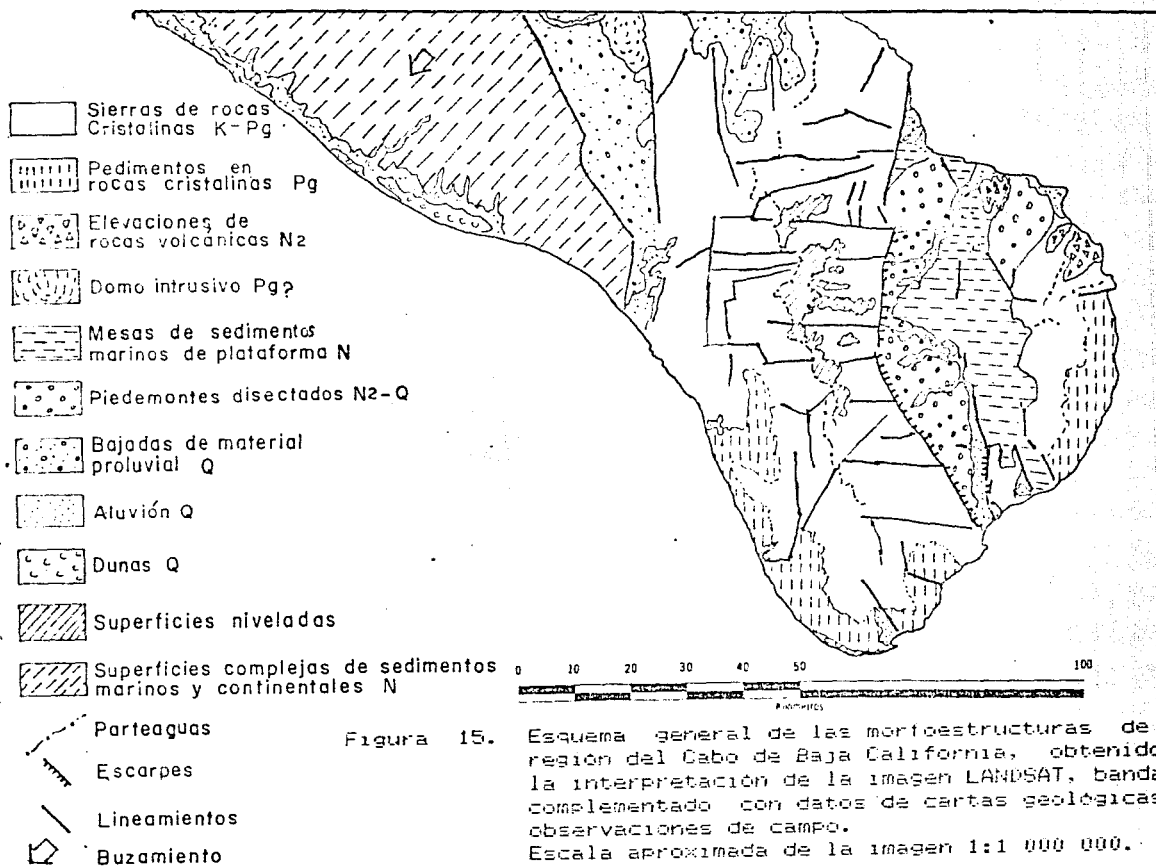 Sierras de rocas
Cristalinas K-Pg
Pedimentos en
rocas cristalinas Pg
Elevaciones de
rocas volcánicas N2
Domo intrusivo Pg?
Mesas de sedimentos
marinos de plataforma N
Piedemontes disectados N2-Q
Bajadas de material
proluvial Q
Aluvión Q
Dunas Q
Superficies niveladas
Superficies complejas de sedimentos
marinos y continentales N
Parteaguas
Escarpes
Lineamientos
Buzamiento
0 10 20 30 40 50 100
Kilómetros
Figura 15. Esquema general de las morfoestructuras de
región del Cabo de Baja California, obtenido
la interpretación de la imagen LANDSAT, banda
complementado con datos de cartas geológicas
observaciones de campo.
Escala aproximada de la imagen 1:1 000 000.